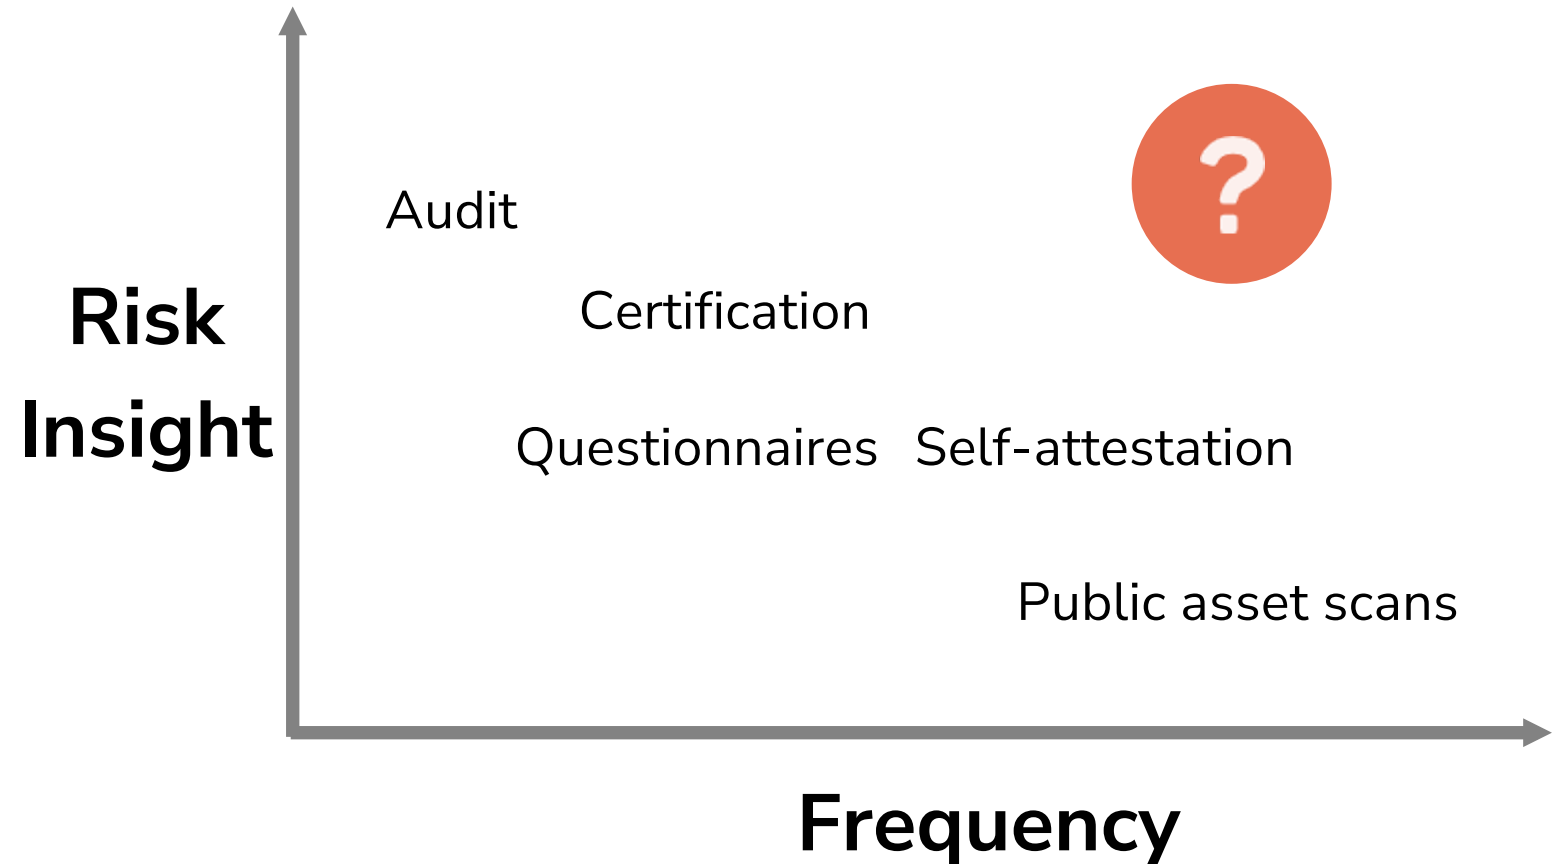 ?
Audit
Risk
Insight
Certification
Questionnaires Self-attestation
Public asset scans
Frequency